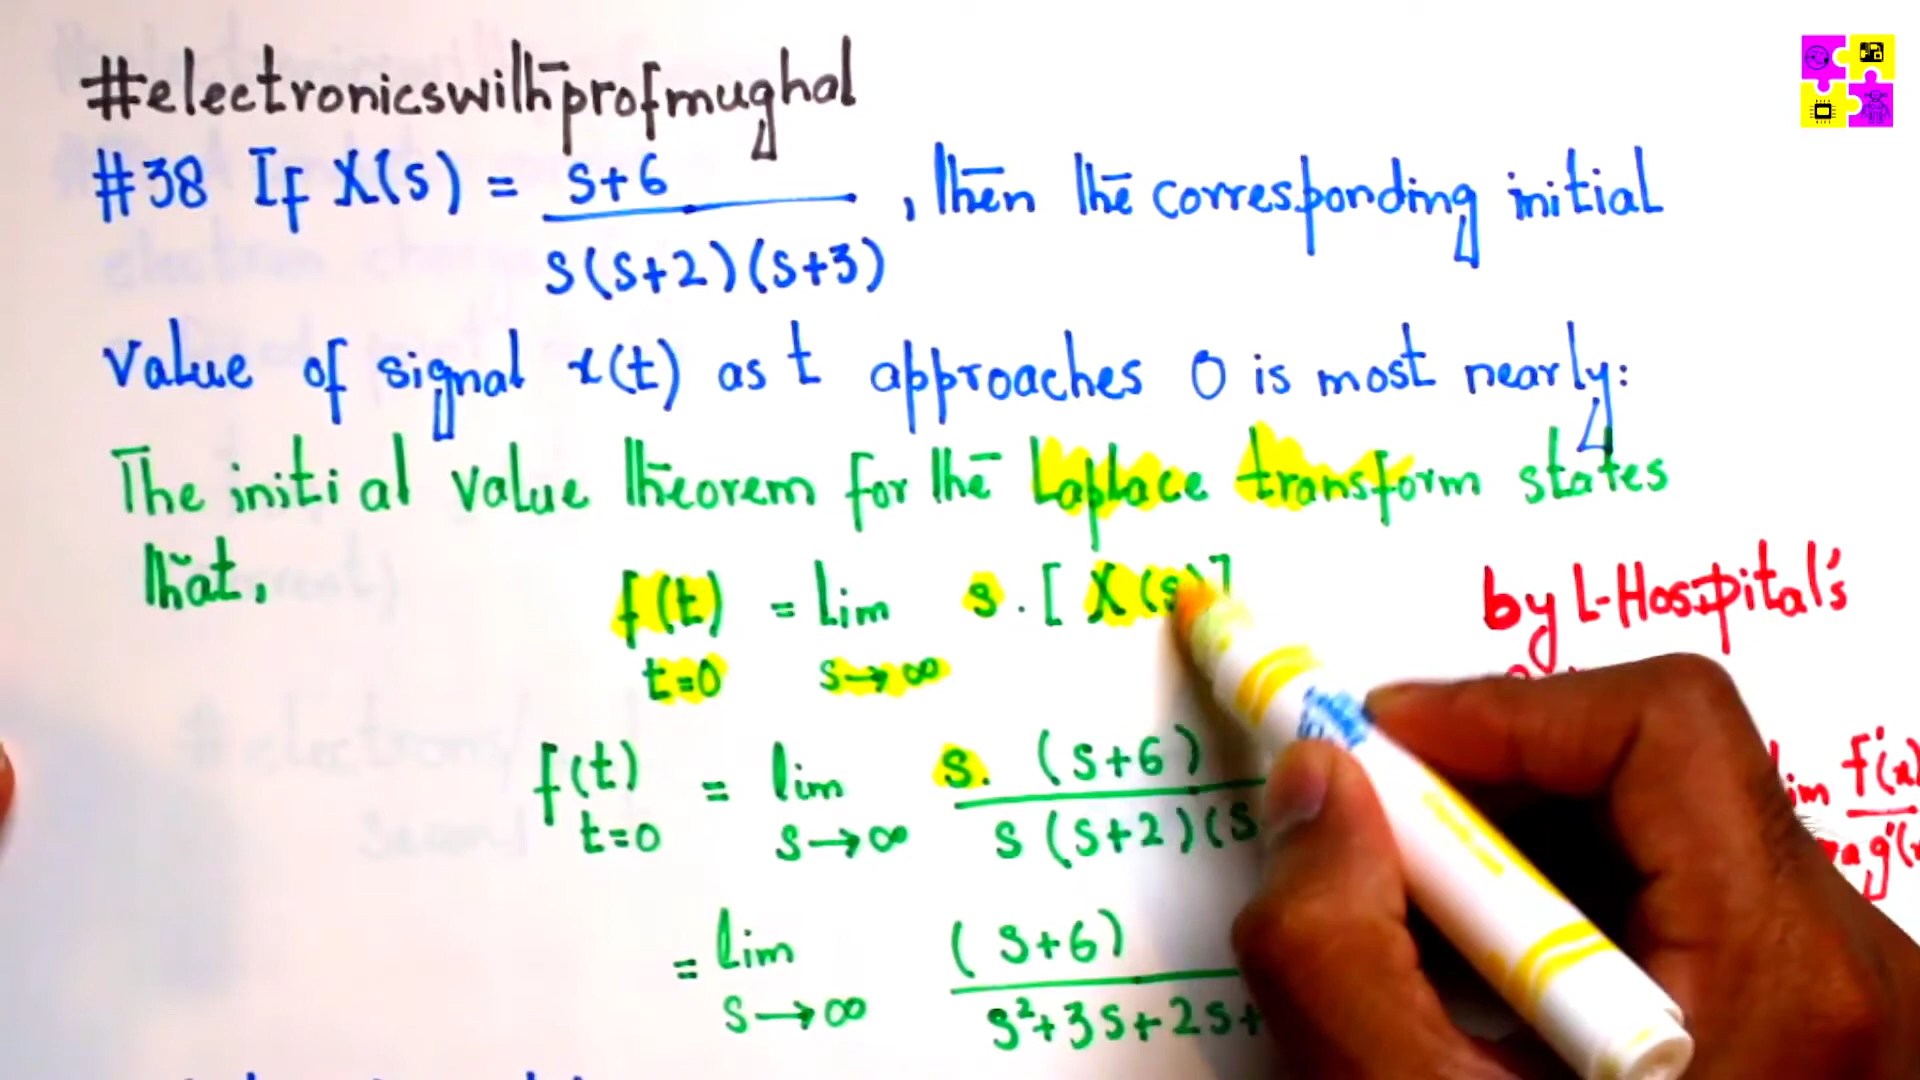 #electronicswithprofmughal
#38 If X(s) = s+6 / s(s+2)(s+3) , then the corresponding initial
value of signal x(t) as t approaches 0 is most nearly:
The initial value theorem for the Laplace transform states
that,
f(t) = lim s . [ X(s)]
t=0 s→∞
by L-Hospital's
f(t) = lim s. (s+6)
t=0 s→∞ s(s+2)(s
im f'(x)
g'(
= lim (s+6)
s→∞ s²+3s+2s+